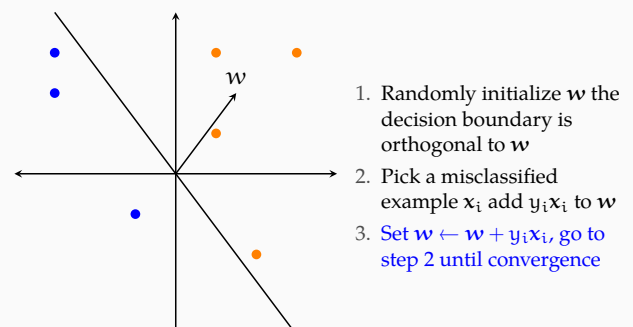 w
1. Randomly initialize w the
decision boundary is
orthogonal to w
2. Pick a misclassified
example xᵢ add yᵢxᵢ to w
3. Set w ← w + yᵢxᵢ, go to
step 2 until convergence